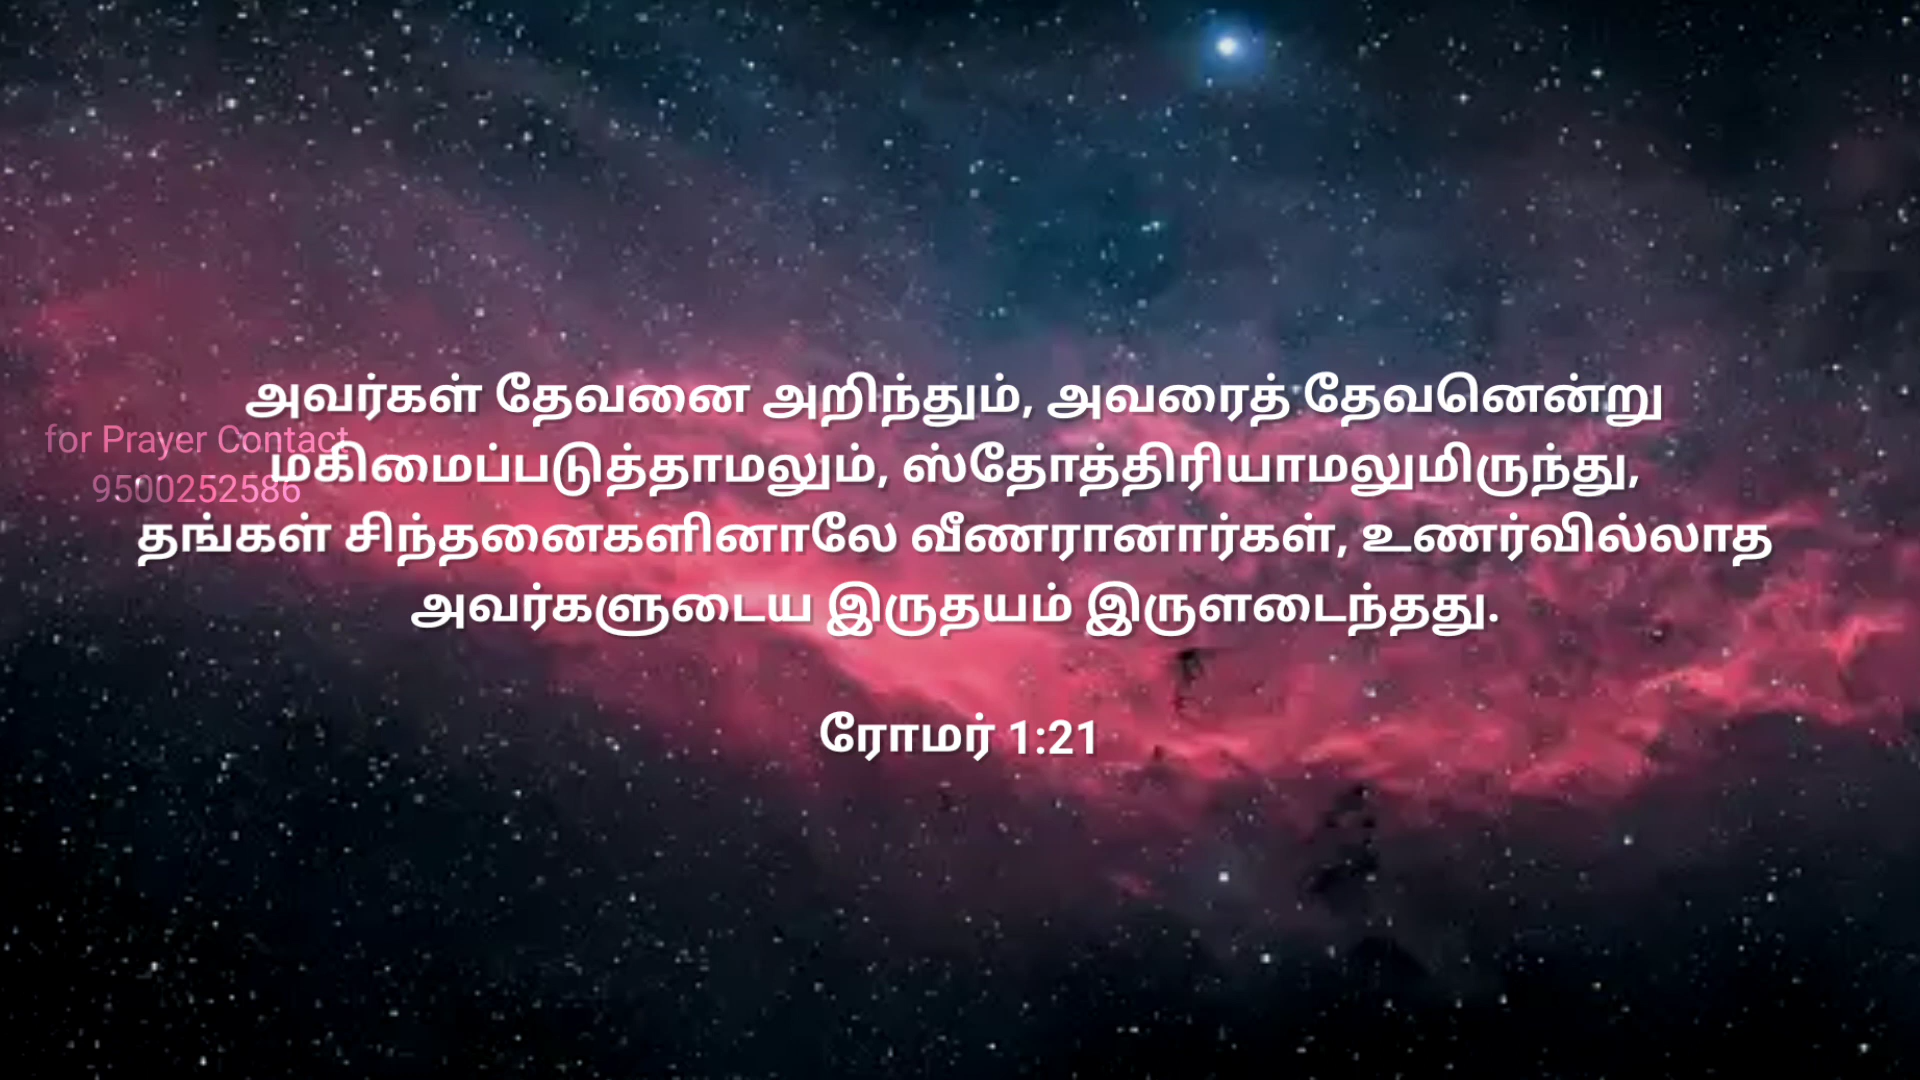 அவர்கள் தேவனை அறிந்தும், அவரைத் தேவனென்று
மகிமைப்படுத்தாமலும், ஸ்தோத்திரியாமலுமிருந்து,
தங்கள் சிந்தனைகளினாலே வீணரானார்கள், உணர்வில்லாத
அவர்களுடைய இருதயம் இருளடைந்தது.
ரோமர் 1:21
for Prayer Contact
9500252586